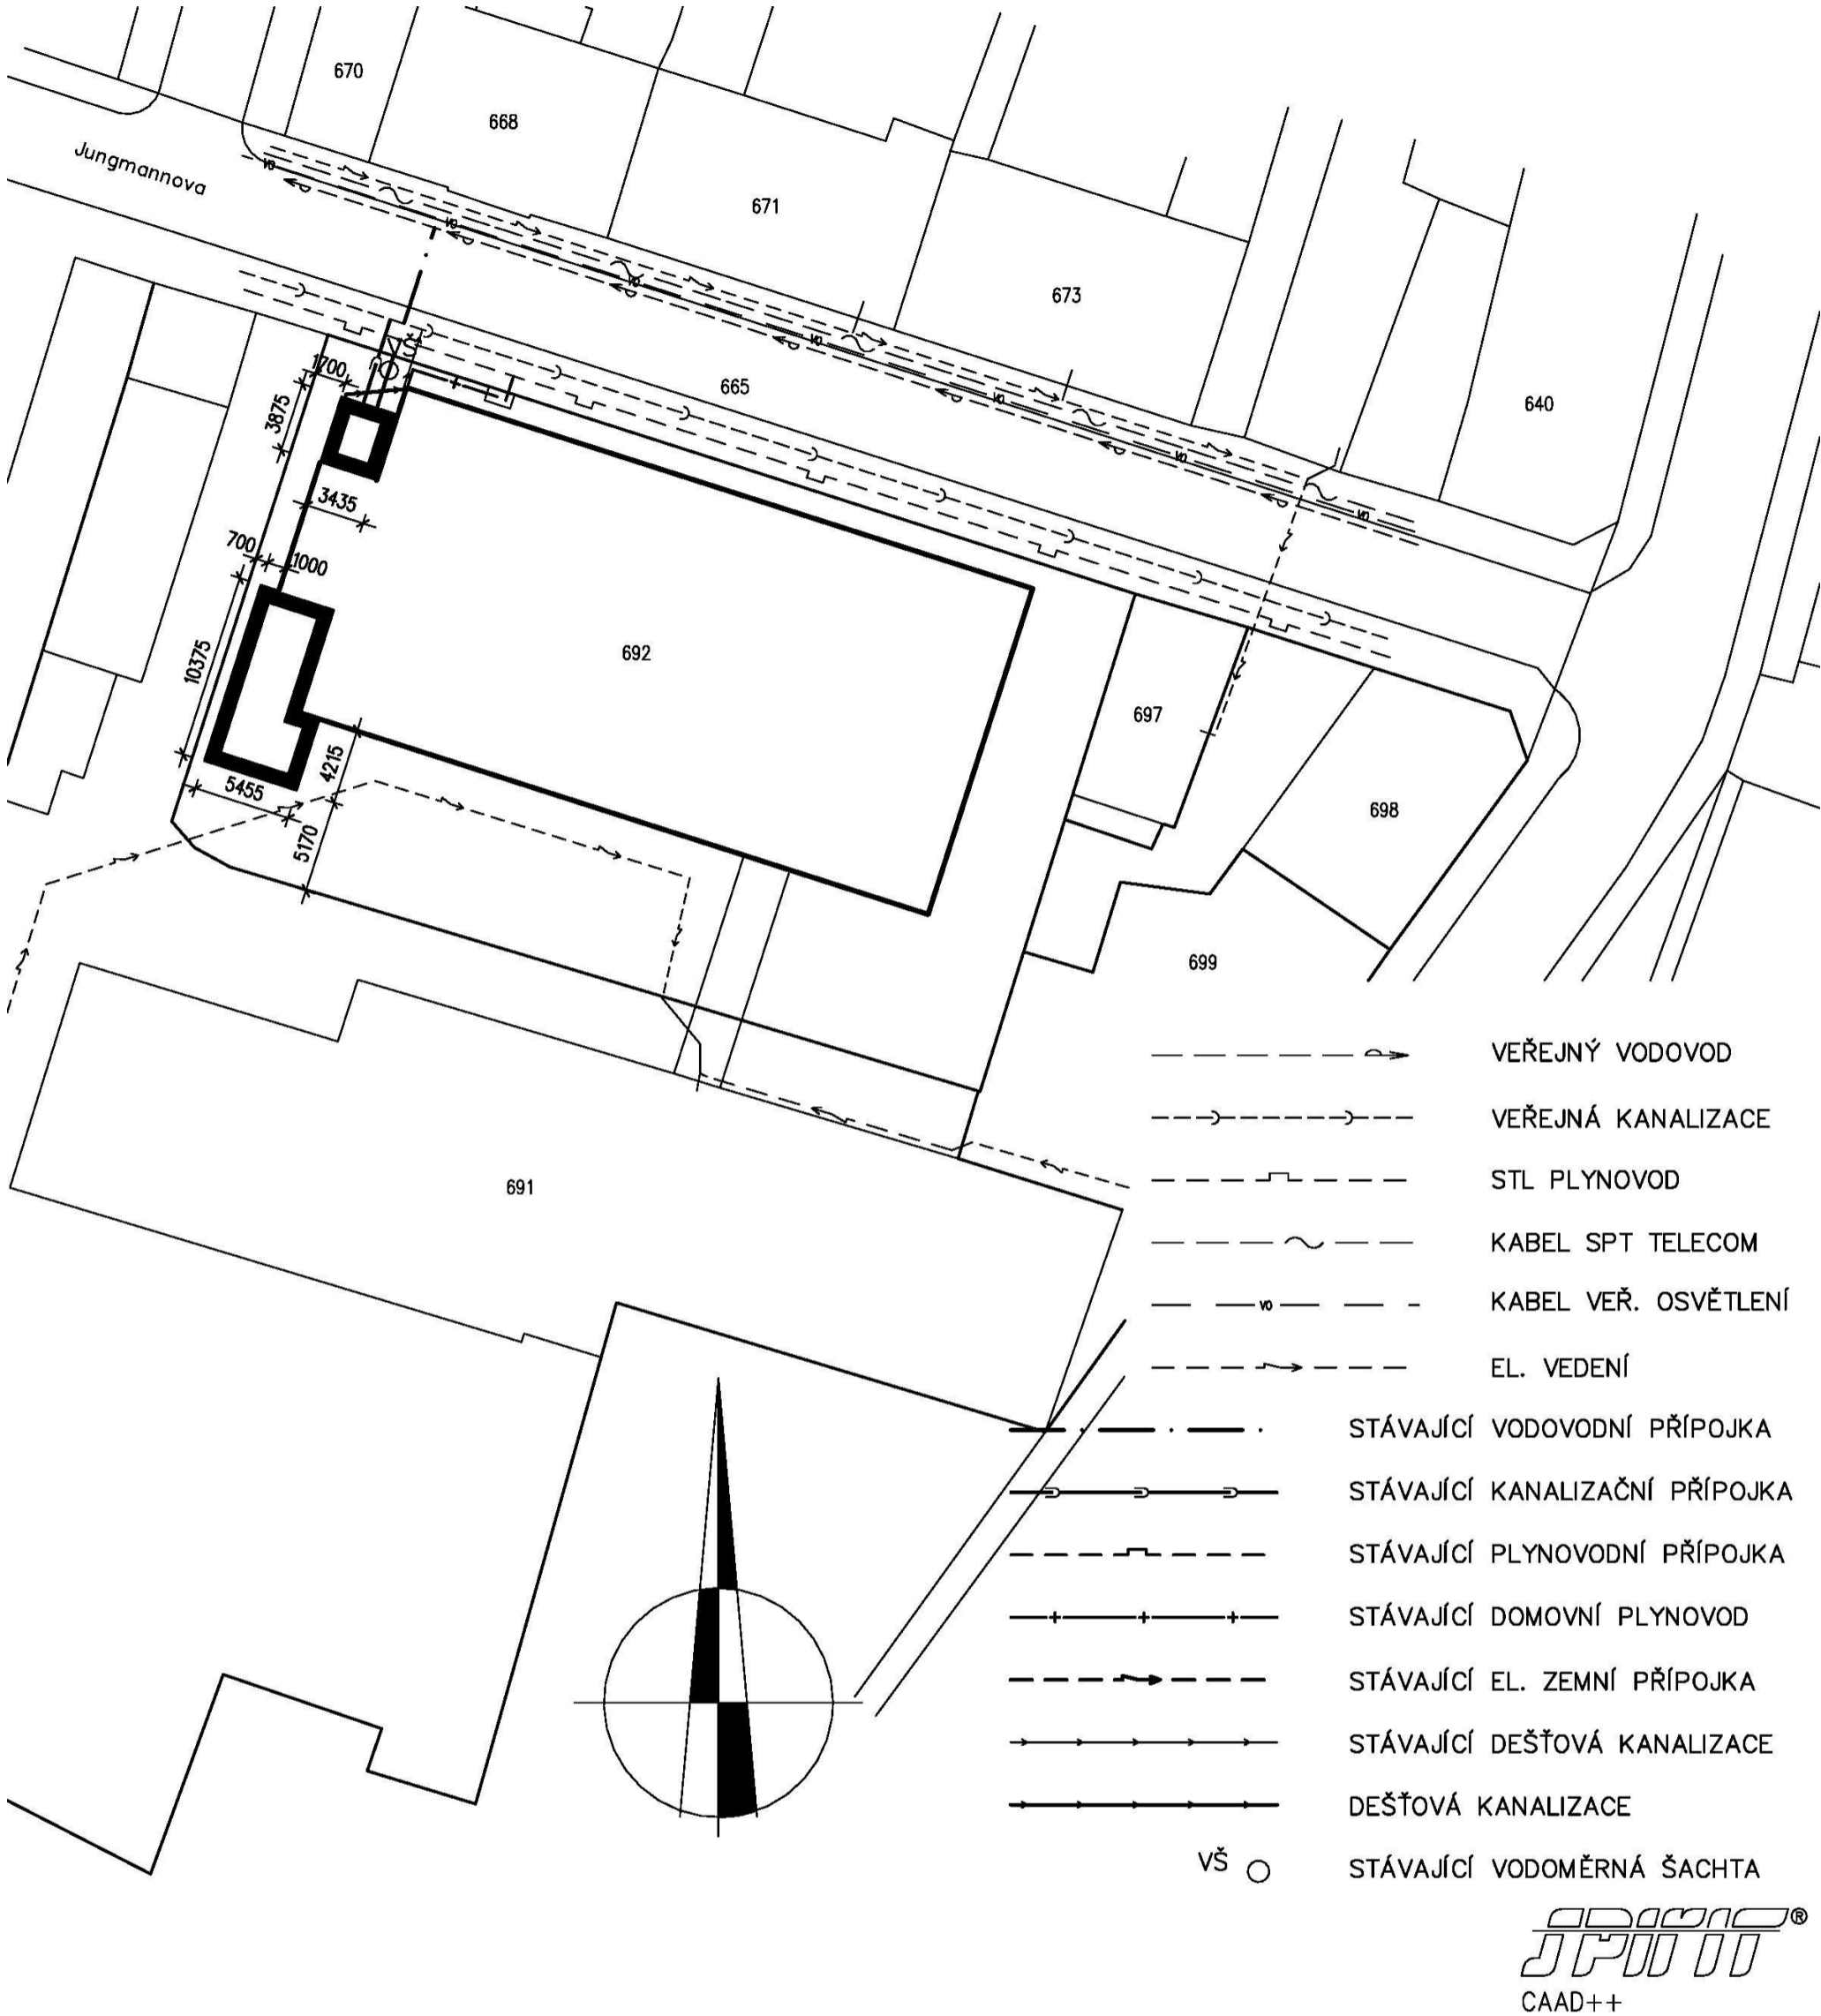 670
668
Jungmannova
671
673
665
640
VŠ
1700
3875
3435
700
1000
10375
692
697
698
699
5455
4215
5170
691
VEŘEJNÝ VODOVOD
VEŘEJNÁ KANALIZACE
STL PLYNOVOD
KABEL SPT TELECOM
vo KABEL VEŘ. OSVĚTLENÍ
EL. VEDENÍ
STÁVAJÍCÍ VODOVODNÍ PŘÍPOJKA
STÁVAJÍCÍ KANALIZAČNÍ PŘÍPOJKA
STÁVAJÍCÍ PLYNOVODNÍ PŘÍPOJKA
STÁVAJÍCÍ DOMOVNÍ PLYNOVOD
STÁVAJÍCÍ EL. ZEMNÍ PŘÍPOJKA
STÁVAJÍCÍ DEŠŤOVÁ KANALIZACE
DEŠŤOVÁ KANALIZACE
VŠ STÁVAJÍCÍ VODOMĚRNÁ ŠACHTA
SPIRIT®
CAAD++